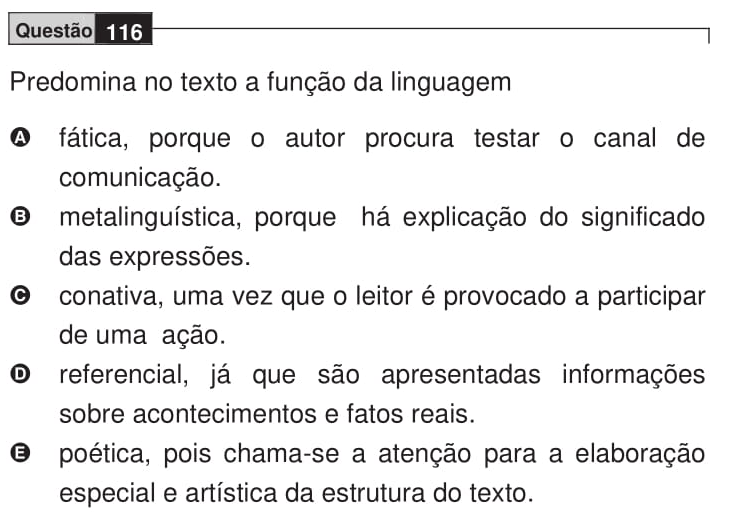 Questão 116
Predomina no texto a função da linguagem
A fática, porque o autor procura testar o canal de
comunicação.
B metalinguística, porque há explicação do significado
das expressões.
C conativa, uma vez que o leitor é provocado a participar
de uma ação.
D referencial, já que são apresentadas informações
sobre acontecimentos e fatos reais.
E poética, pois chama-se a atenção para a elaboração
especial e artística da estrutura do texto.